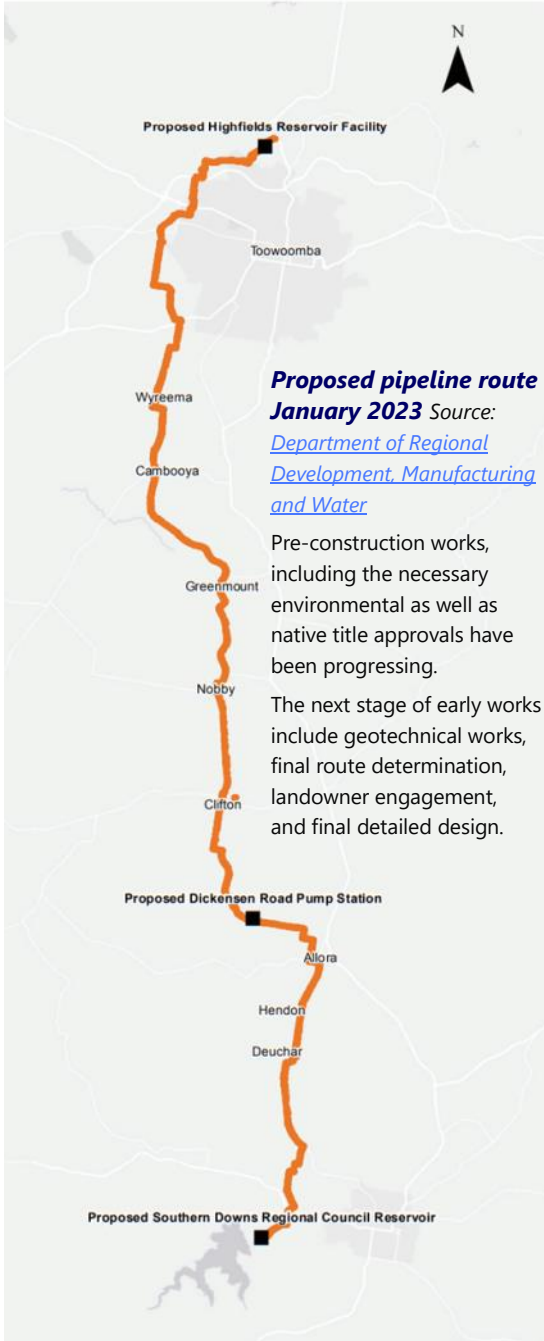 N
Proposed Highfields Reservoir Facility
Toowoomba
Proposed pipeline route
January 2023 Source:
Department of Regional
Development, Manufacturing
and Water
Wyreema
Cambooya
Pre-construction works,
including the necessary
environmental as well as
native title approvals have
been progressing.
The next stage of early works
include geotechnical works,
final route determination,
landowner engagement,
and final detailed design.
Greenmount
Nobby
Clifton
Proposed Dickensen Road Pump Station
Allora
Hendon
Deuchar
Proposed Southern Downs Regional Council Reservoir